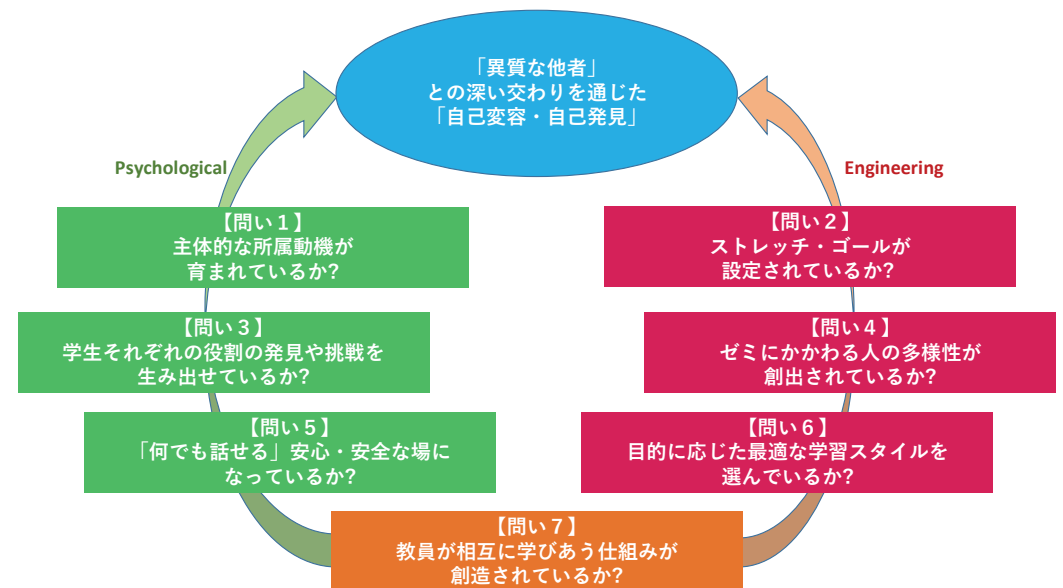 「異質な他者」
との深い交わりを通じた
「自己変容・自己発見」
Psychological
Engineering
【問い１】
主体的な所属動機が
育まれているか?
【問い２】
ストレッチ・ゴールが
設定されているか?
【問い３】
学生それぞれの役割の発見や挑戦を
生み出せているか?
【問い４】
ゼミにかかわる人の多様性が
創出されているか?
【問い５】
「何でも話せる」安心・安全な場に
なっているか?
【問い６】
目的に応じた最適な学習スタイルを
選んでいるか?
【問い７】
教員が相互に学びあう仕組みが
創造されているか?